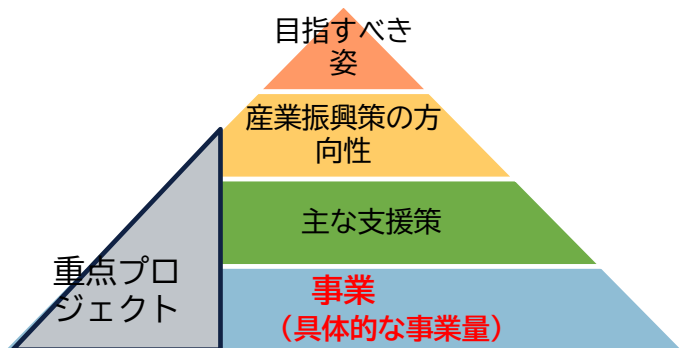 目指すべき
姿
産業振興策の方
向性
主な支援策
重点プロ
ジェクト
事業
（具体的な事業量）